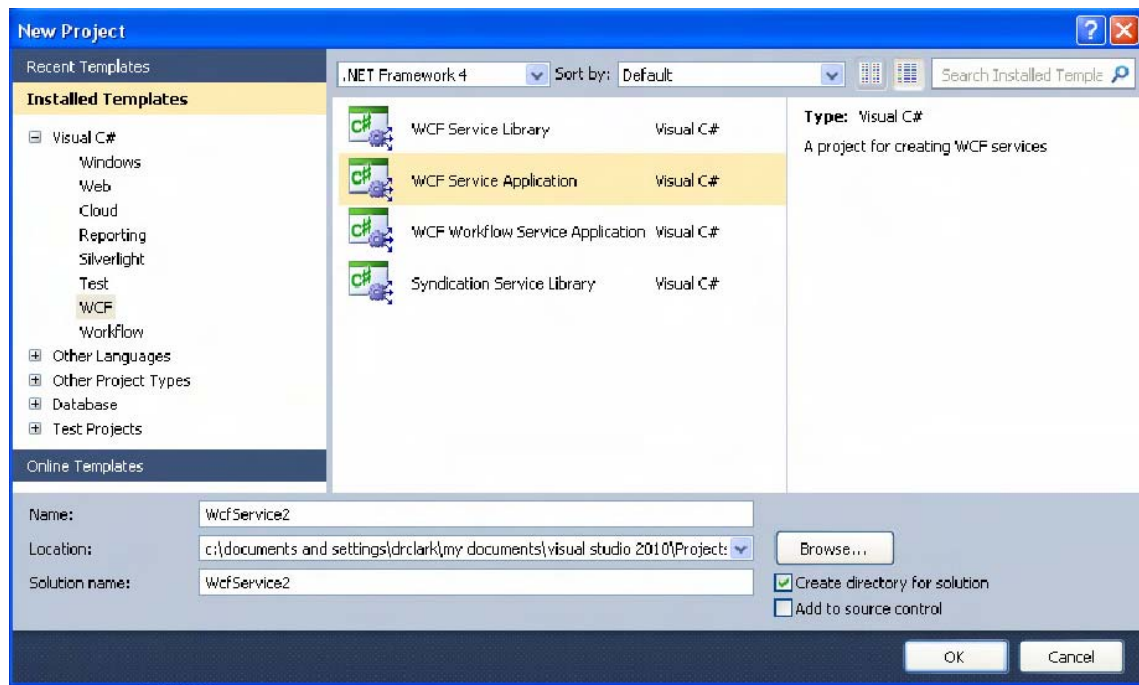 New Project
Recent Templates
.NET Framework 4 Sort by: Default Search Installed Temple
Installed Templates
Visual C#
Windows
Web
Cloud
Reporting
Silverlight
Test
WCF
Workflow
Other Languages
Other Project Types
Database
Test Projects
Online Templates
WCF Service Library Visual C#
WCF Service Application Visual C#
WCF Workflow Service Application Visual C#
Syndication Service Library Visual C#
Type: Visual C#
A project for creating WCF services
Name: WcfService2
Location: c:\documents and settings\drclark\my documents\visual studio 2010\Project: Browse...
Solution name: WcfService2
Create directory for solution
Add to source control
OK Cancel